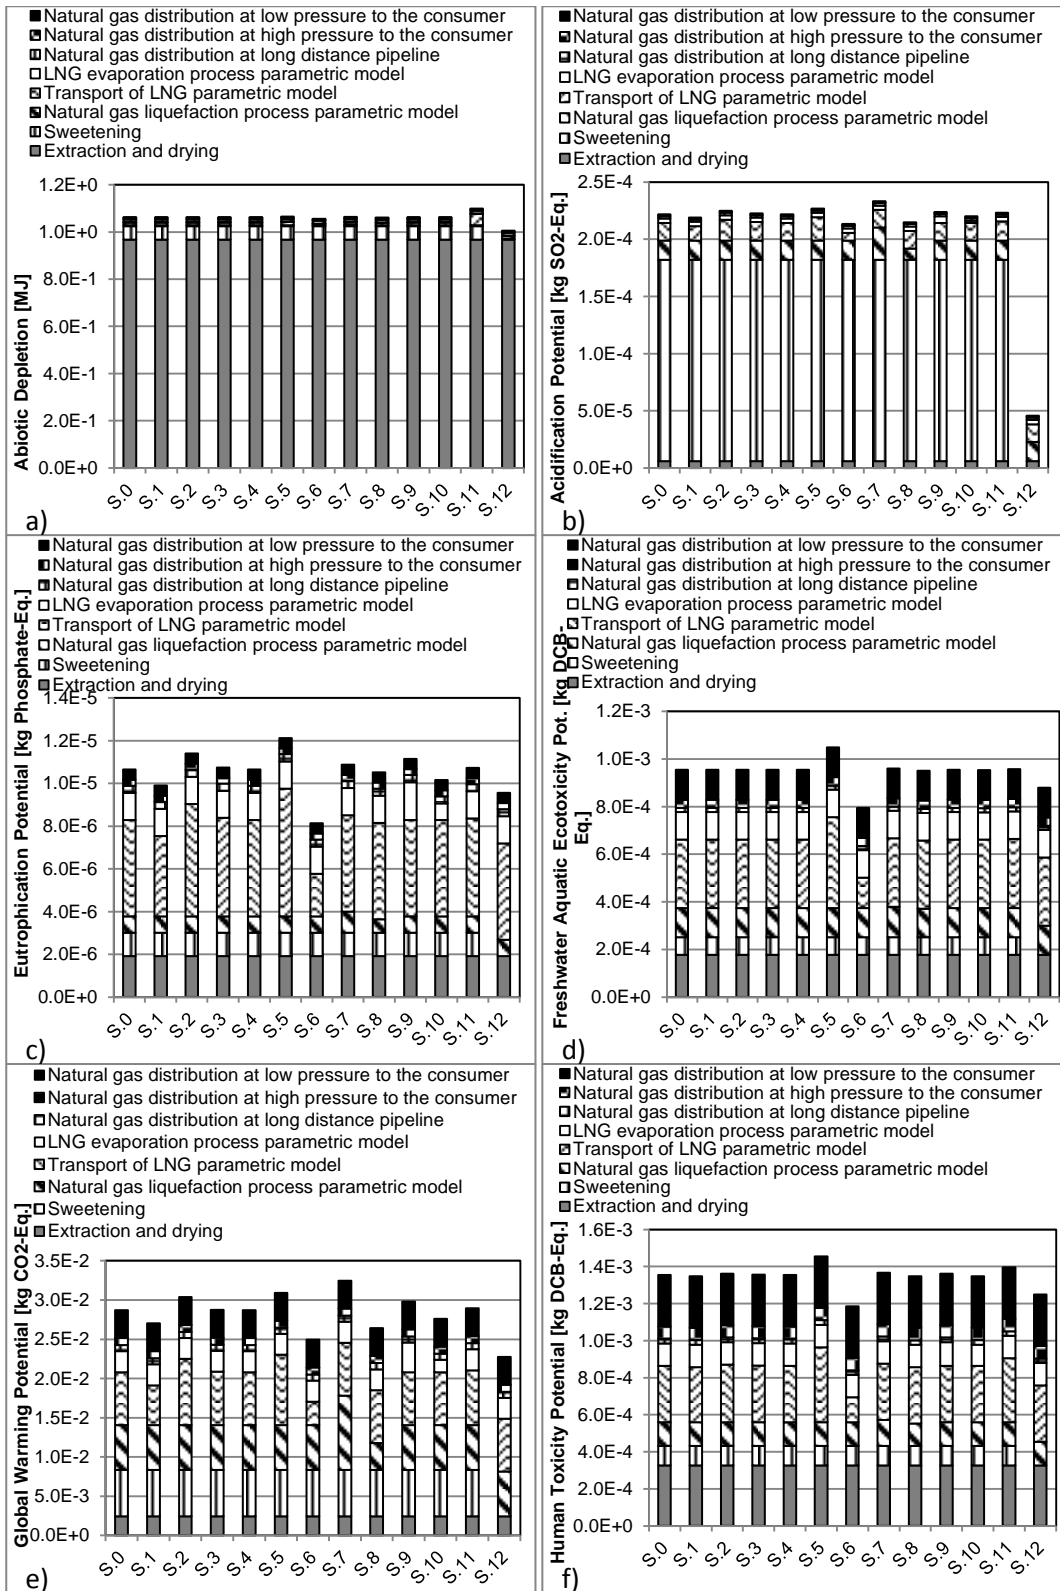 Natural gas distribution at low pressure to the consumer
Natural gas distribution at high pressure to the consumer
Natural gas distribution at long distance pipeline
LNG evaporation process parametric model
Transport of LNG parametric model
Natural gas liquefaction process parametric model
Sweetening
Extraction and drying
Abiotic Depletion [MJ]
1.2E+0
1.0E+0
8.0E-1
6.0E-1
4.0E-1
2.0E-1
0.0E+0
S.0 S.1 S.2 S.3 S.4 S.5 S.6 S.7 S.8 S.9 S.10 S.11 S.12
a)
Natural gas distribution at low pressure to the consumer
Natural gas distribution at high pressure to the consumer
Natural gas distribution at long distance pipeline
LNG evaporation process parametric model
Transport of LNG parametric model
Natural gas liquefaction process parametric model
Sweetening
Extraction and drying
Acidification Potential [kg SO2-Eq.]
2.5E-4
2.0E-4
1.5E-4
1.0E-4
5.0E-5
0.0E+0
S.0 S.1 S.2 S.3 S.4 S.5 S.6 S.7 S.8 S.9 S.10 S.11 S.12
b)
Natural gas distribution at low pressure to the consumer
Natural gas distribution at high pressure to the consumer
Natural gas distribution at long distance pipeline
LNG evaporation process parametric model
Transport of LNG parametric model
Natural gas liquefaction process parametric model
Sweetening
Extraction and drying
Eutrophication Potential [kg Phosphate-Eq.]
1.4E-5
1.2E-5
1.0E-5
8.0E-6
6.0E-6
4.0E-6
2.0E-6
0.0E+0
S.0 S.1 S.2 S.3 S.4 S.5 S.6 S.7 S.8 S.9 S.10 S.11 S.12
c)
Natural gas distribution at low pressure to the consumer
Natural gas distribution at high pressure to the consumer
Natural gas distribution at long distance pipeline
LNG evaporation process parametric model
Transport of LNG parametric model
Natural gas liquefaction process parametric model
Sweetening
Extraction and drying
Freshwater Aquatic Ecotoxicity Pot. [kg DCB-
Eq.]
1.2E-3
1.0E-3
8.0E-4
6.0E-4
4.0E-4
2.0E-4
0.0E+0
S.0 S.1 S.2 S.3 S.4 S.5 S.6 S.7 S.8 S.9 S.10 S.11 S.12
d)
Natural gas distribution at low pressure to the consumer
Natural gas distribution at high pressure to the consumer
Natural gas distribution at long distance pipeline
LNG evaporation process parametric model
Transport of LNG parametric model
Natural gas liquefaction process parametric model
Sweetening
Extraction and drying
Global Warming Potential [kg CO2-Eq.]
3.5E-2
3.0E-2
2.5E-2
2.0E-2
1.5E-2
1.0E-2
5.0E-3
0.0E+0
S.0 S.1 S.2 S.3 S.4 S.5 S.6 S.7 S.8 S.9 S.10 S.11 S.12
e)
Natural gas distribution at low pressure to the consumer
Natural gas distribution at high pressure to the consumer
Natural gas distribution at long distance pipeline
LNG evaporation process parametric model
Transport of LNG parametric model
Natural gas liquefaction process parametric model
Sweetening
Extraction and drying
Human Toxicity Potential [kg DCB-Eq.]
1.6E-3
1.4E-3
1.2E-3
1.0E-3
8.0E-4
6.0E-4
4.0E-4
2.0E-4
0.0E+0
S.0 S.1 S.2 S.3 S.4 S.5 S.6 S.7 S.8 S.9 S.10 S.11 S.12
f)